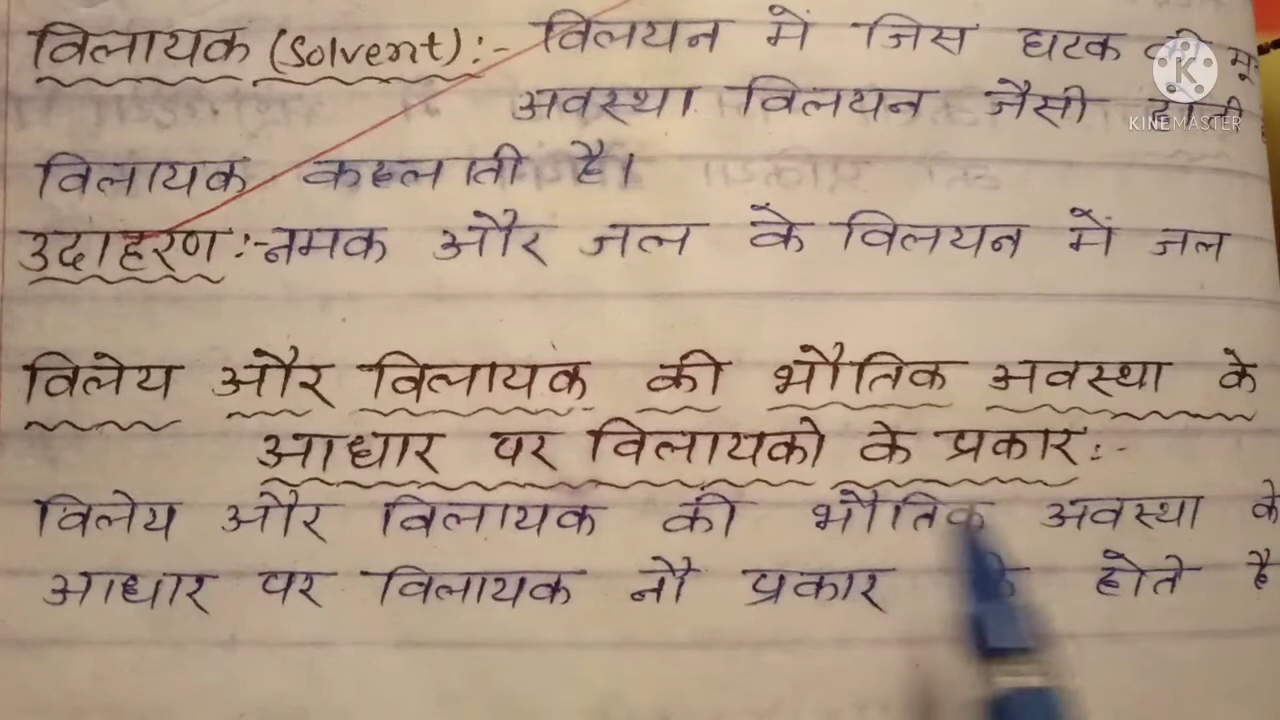 विलायक (Solvent) :- विलयन में जिस घटक की
अवस्था विलयन जैसी
विलायक कहलाती है।
उदाहरण :- नमक और जल के विलयन में जल
विलेय और विलायक की भौतिक अवस्था के
आधार पर विलायको के प्रकार :-
विलेय और विलायक की भौतिक अवस्था के
आधार पर विलायक नौ प्रकार के होते है
K
KINEMASTER